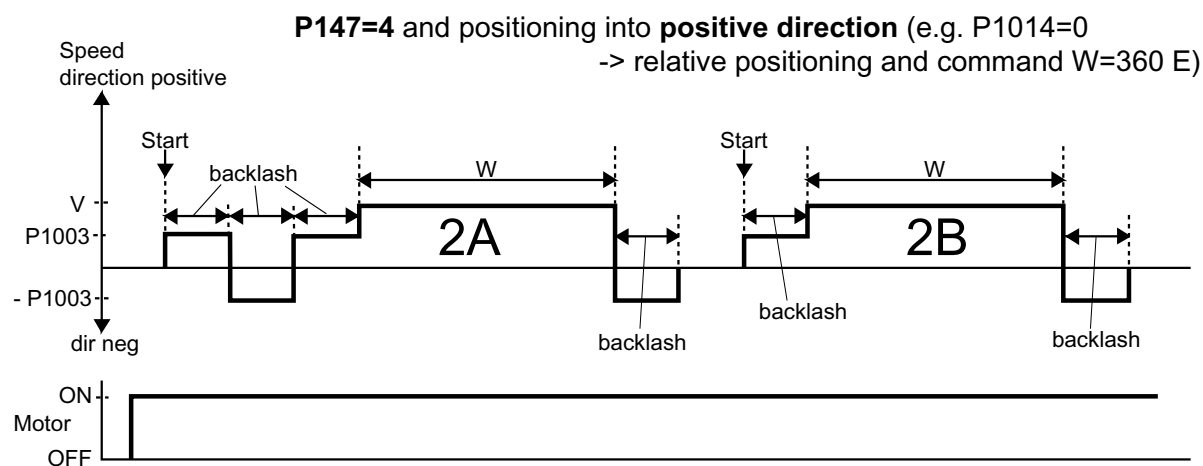 P147=4 and positioning into positive direction (e.g. P1014=0
-> relative positioning and command W=360 E)
Speed
direction positive
Start
Start
backlash
W
W
V
P1003
2A
2B
- P1003
backlash
backlash
backlash
dir neg
ON
Motor
OFF